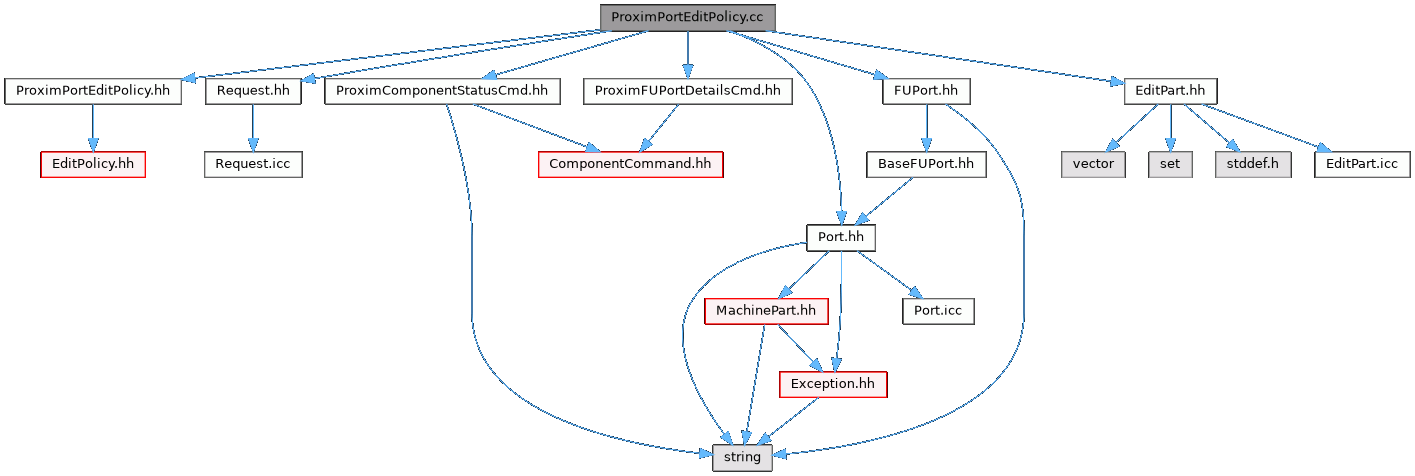 ProximPortEditPolicy.cc
ProximPortEditPolicy.hh
Request.hh
ProximComponentStatusCmd.hh
ProximFUPortDetailsCmd.hh
FUPort.hh
EditPart.hh
EditPolicy.hh
Request.icc
ComponentCommand.hh
BaseFUPort.hh
vector
set
stddef.h
EditPart.icc
Port.hh
MachinePart.hh
Port.icc
Exception.hh
string